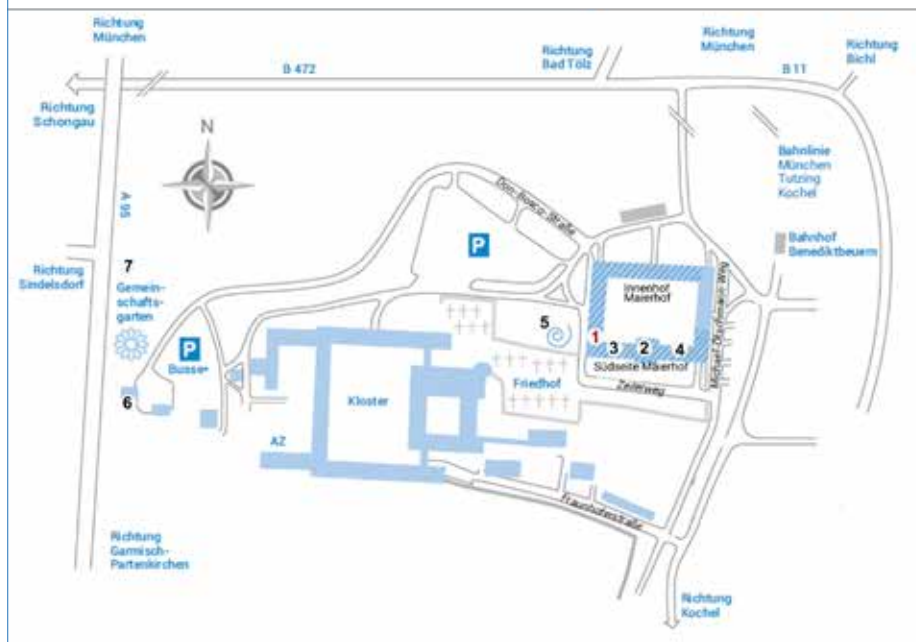 Richtung
München
Richtung
Bad Tölz
Richtung
München
Richtung
Bichl
B 472
B 11
Richtung
Schongau
N
Bahnlinie
München
Tutzing
Kochel
A 95
Don-Bosco-Straße
P
Bahnhof
Benediktbeuern
7
Richtung
Sindelsdorf
Gemein-
schafts-
garten
Innenhof
Maierhof
5
1
3
2
4
Südseite Maierhof
P
Busse
Zeilerweg
Friedhof
6
Kloster
AZ
Fraunhoferstraße
Richtung
Garmisch-
Partenkirchen
Richtung
Kochel